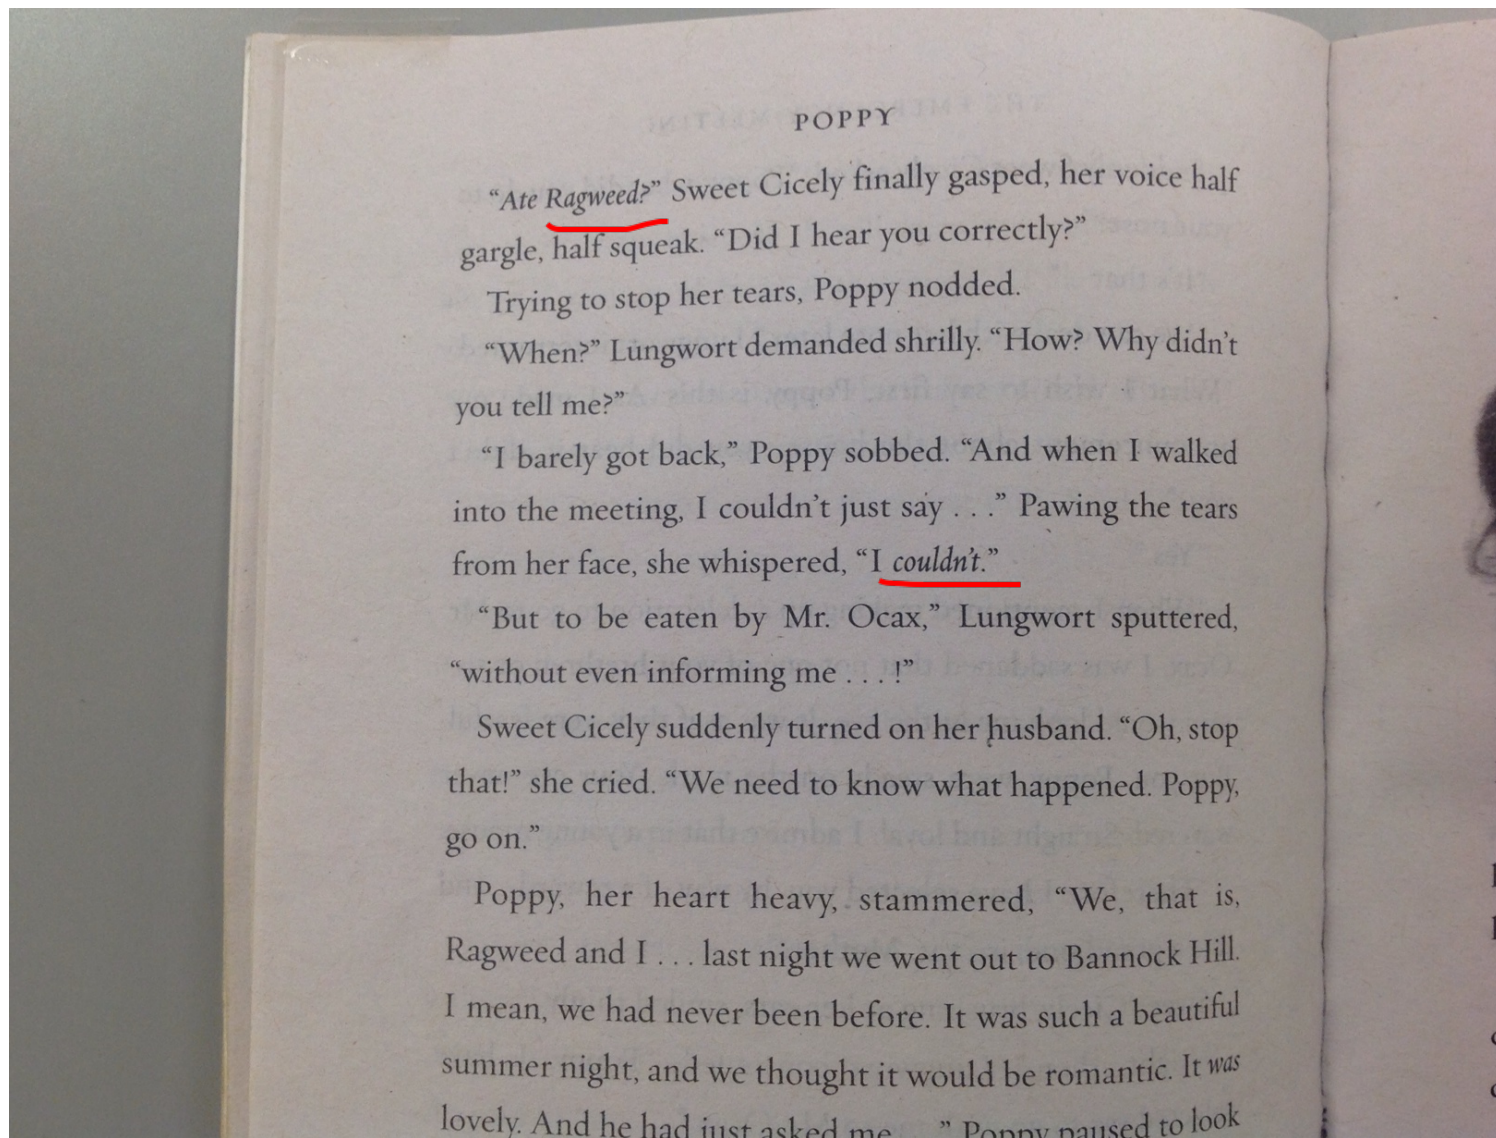 POPPY
“Ate Ragweed?” Sweet Cicely finally gasped, her voice half
gargle, half squeak. “Did I hear you correctly?”
Trying to stop her tears, Poppy nodded.
“When?” Lungwort demanded shrilly. “How? Why didn’t
you tell me?”
“I barely got back,” Poppy sobbed. “And when I walked
into the meeting, I couldn’t just say . . .” Pawing the tears
from her face, she whispered, “I couldn’t.”
“But to be eaten by Mr. Ocax,” Lungwort sputtered,
“without even informing me . . . !”
Sweet Cicely suddenly turned on her husband. “Oh, stop
that!” she cried. “We need to know what happened. Poppy,
go on.”
Poppy, her heart heavy, stammered, “We, that is,
Ragweed and I . . . last night we went out to Bannock Hill.
I mean, we had never been before. It was such a beautiful
summer night, and we thought it would be romantic. It was
lovely. And he had just asked me . . .” Poppy paused to look